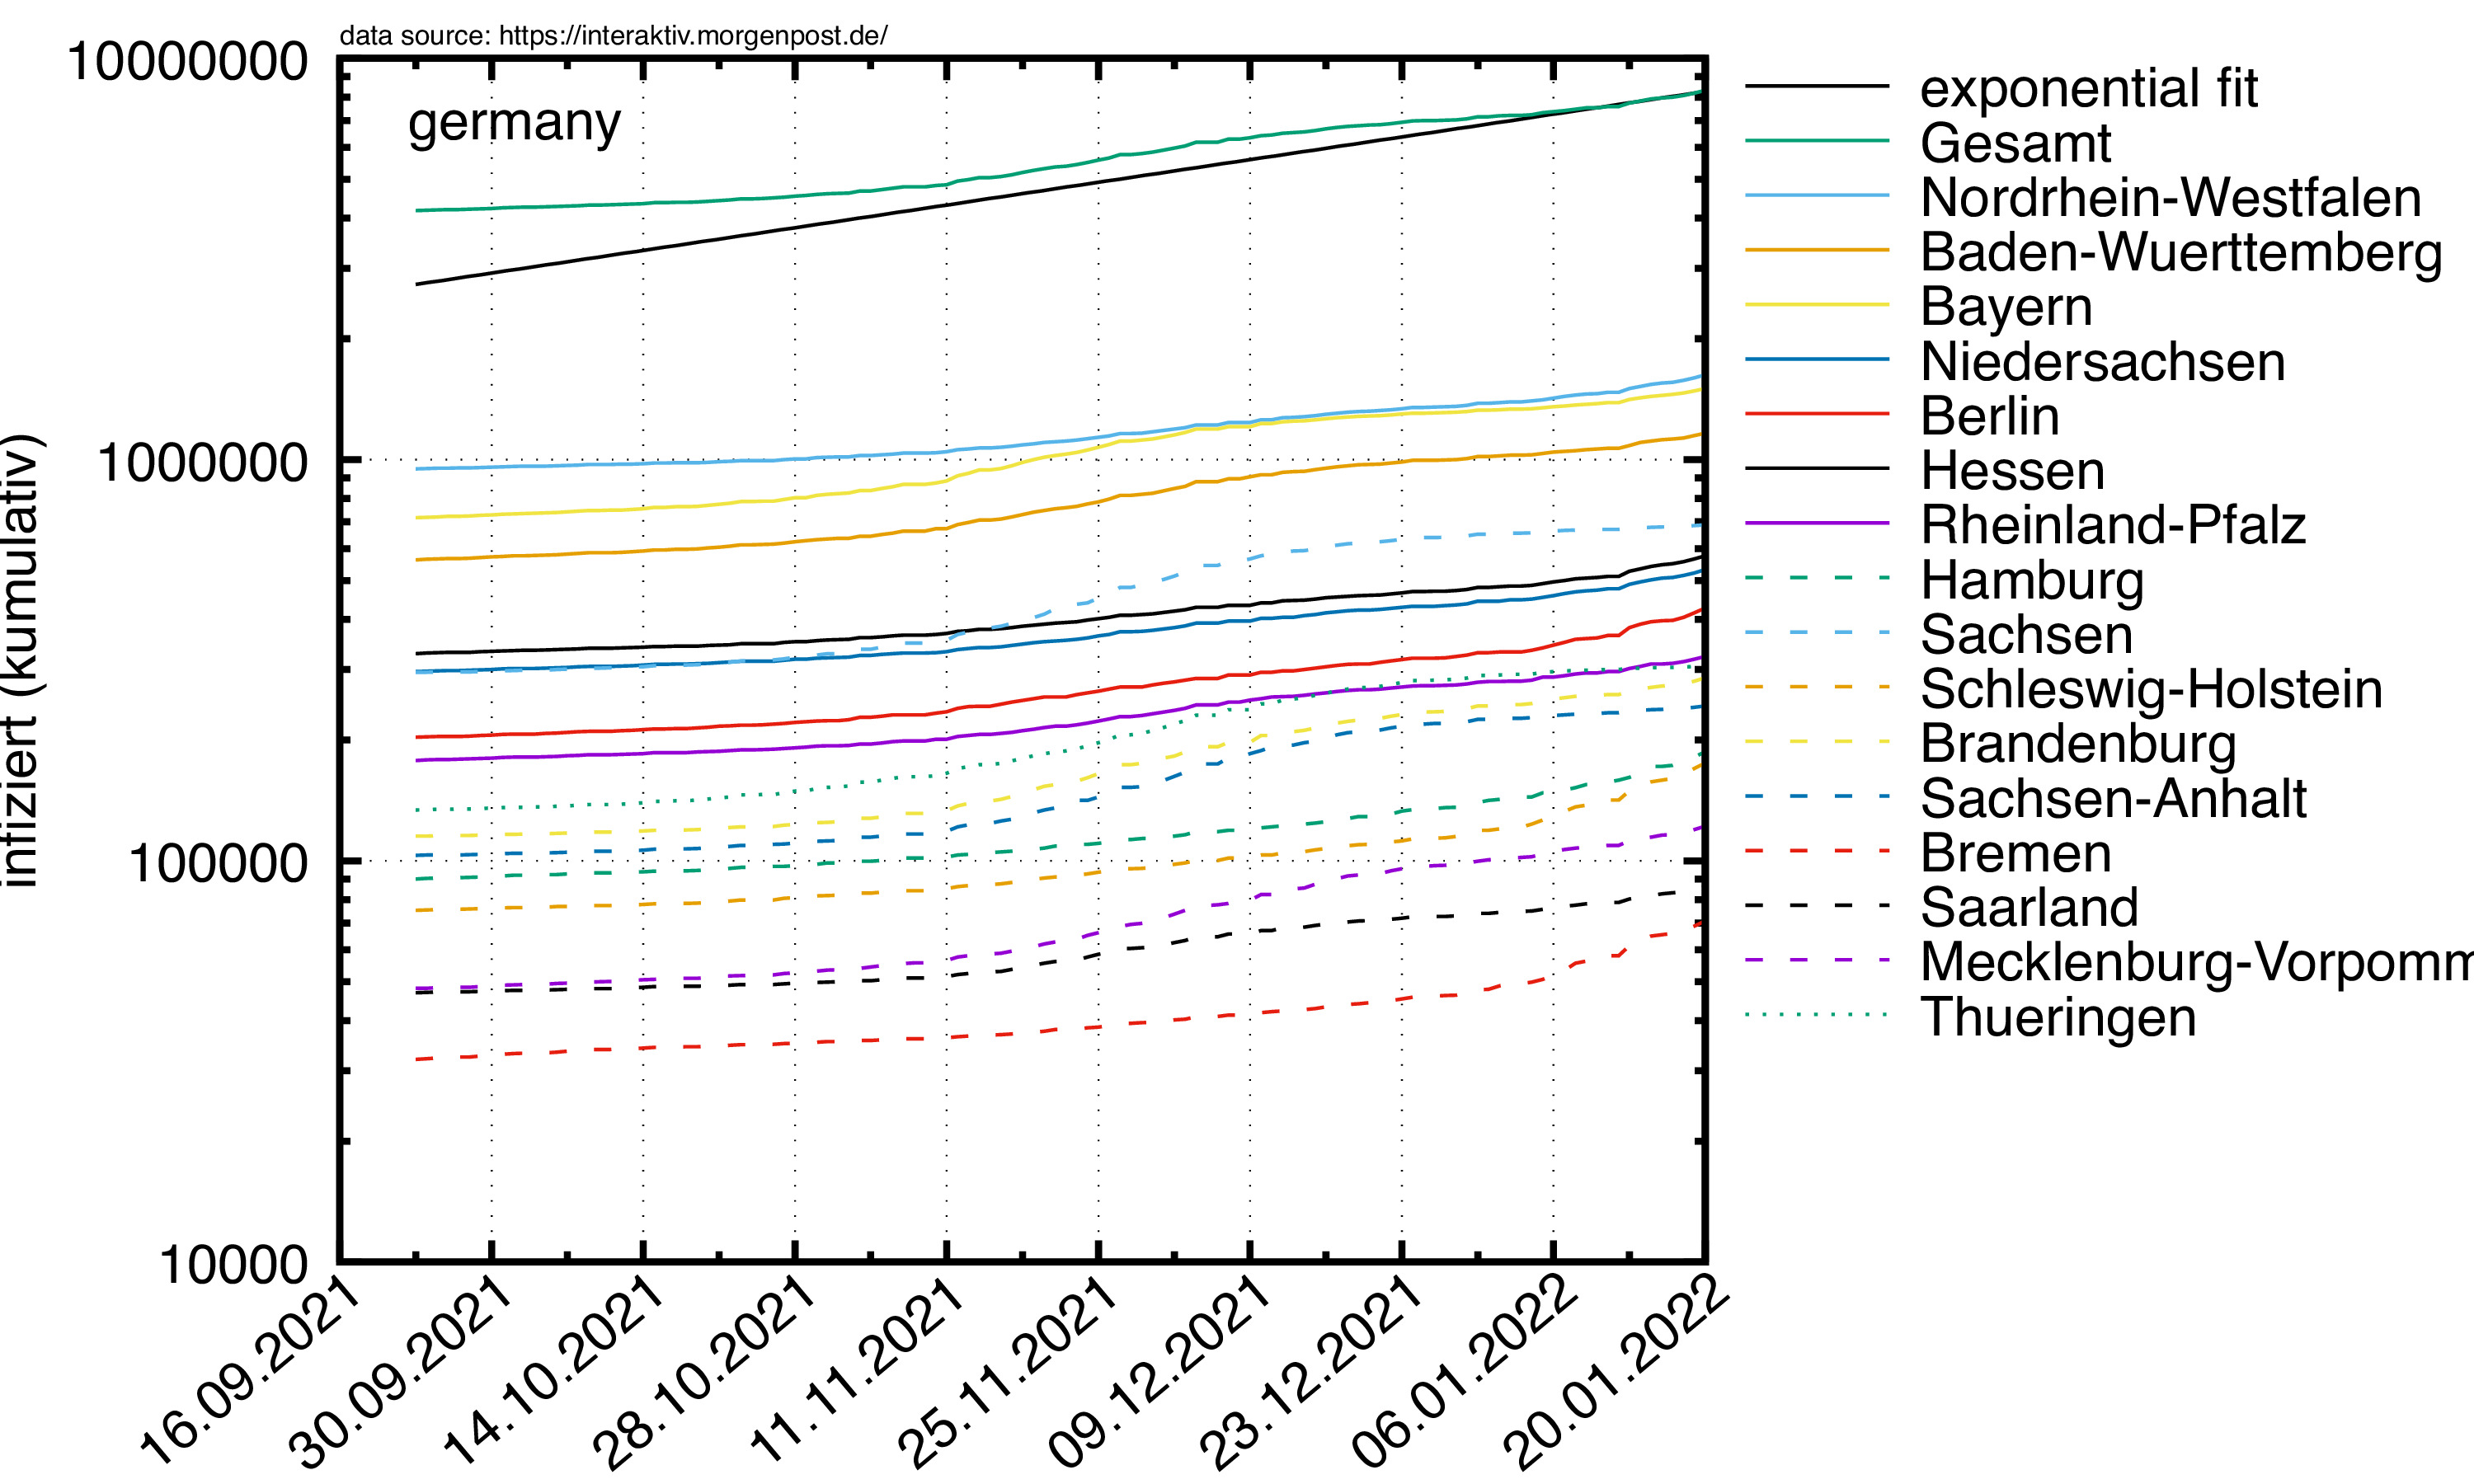 data source: https://interaktiv.morgenpost.de/
germany
infiziert (kumulativ)
10000000
1000000
100000
10000
16.09.2021
30.09.2021
14.10.2021
28.10.2021
11.11.2021
25.11.2021
09.12.2021
23.12.2021
06.01.2022
20.01.2022
exponential fit
Gesamt
Nordrhein-Westfalen
Baden-Wuerttemberg
Bayern
Niedersachsen
Berlin
Hessen
Rheinland-Pfalz
Hamburg
Sachsen
Schleswig-Holstein
Brandenburg
Sachsen-Anhalt
Bremen
Saarland
Mecklenburg-Vorpomm
Thueringen